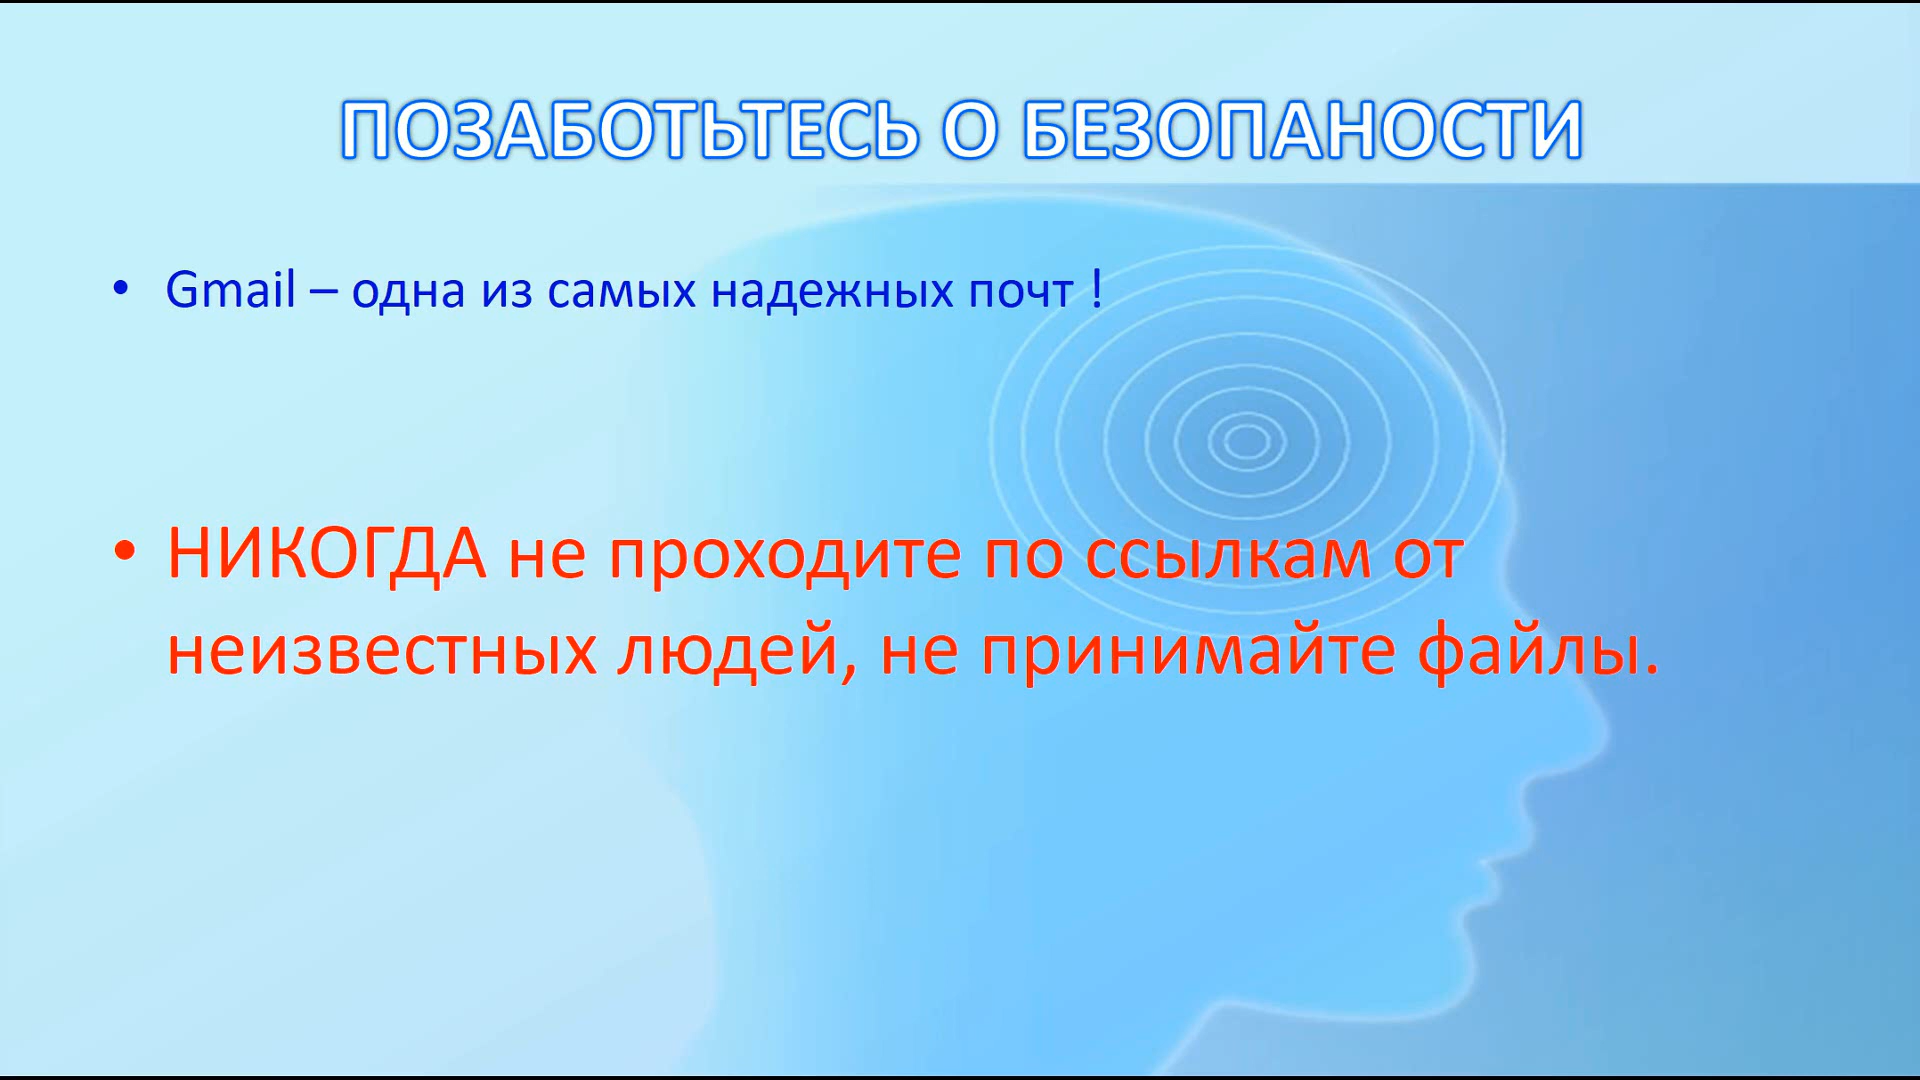 ПОЗАБОТЬТЕСЬ О БЕЗОПАНОСТИ
• Gmail – одна из самых надежных почт !
• НИКОГДА не проходите по ссылкам от
неизвестных людей, не принимайте файлы.